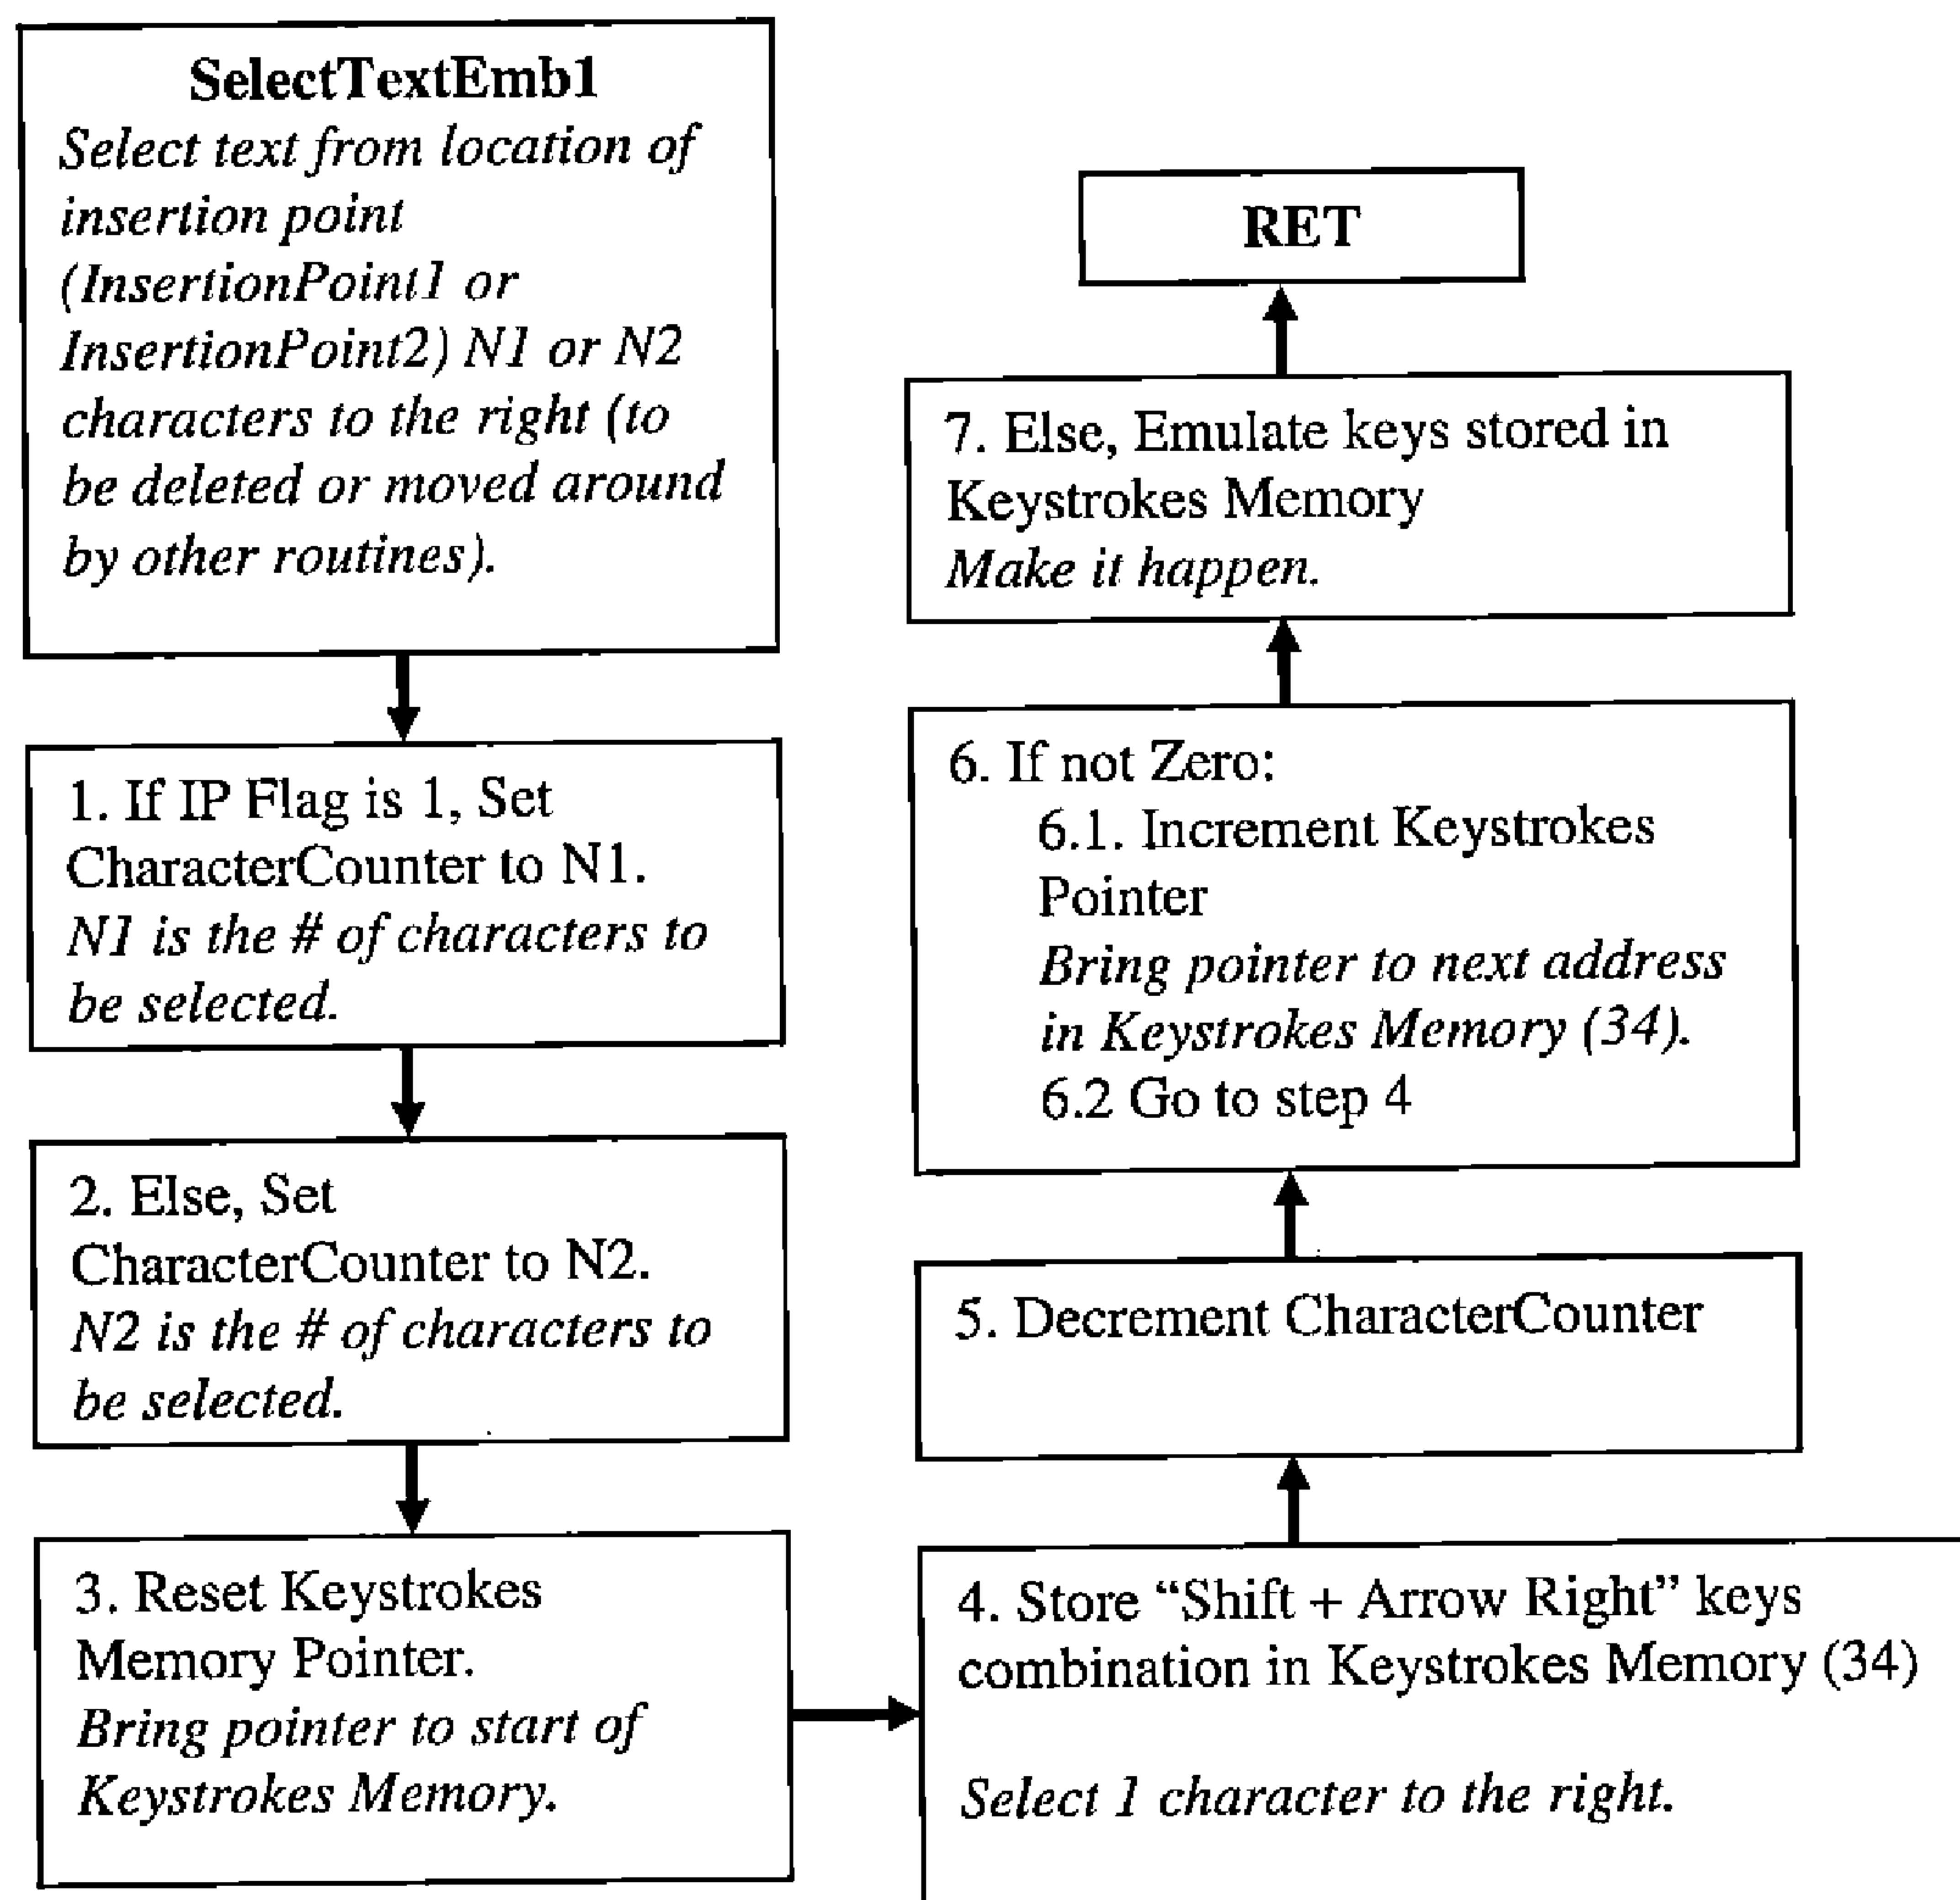 SelectTextEmb1
Select text from location of
insertion point
(InsertionPoint1 or
InsertionPoint2) N1 or N2
characters to the right (to
be deleted or moved around
by other routines).
1. If IP Flag is 1, Set
CharacterCounter to N1.
N1 is the # of characters to
be selected.
2. Else, Set
CharacterCounter to N2.
N2 is the # of characters to
be selected.
3. Reset Keystrokes
Memory Pointer.
Bring pointer to start of
Keystrokes Memory.
4. Store “Shift + Arrow Right” keys
combination in Keystrokes Memory (34)
Select 1 character to the right.
5. Decrement CharacterCounter
6. If not Zero:
6.1. Increment Keystrokes
Pointer
Bring pointer to next address
in Keystrokes Memory (34).
6.2 Go to step 4
7. Else, Emulate keys stored in
Keystrokes Memory
Make it happen.
RET